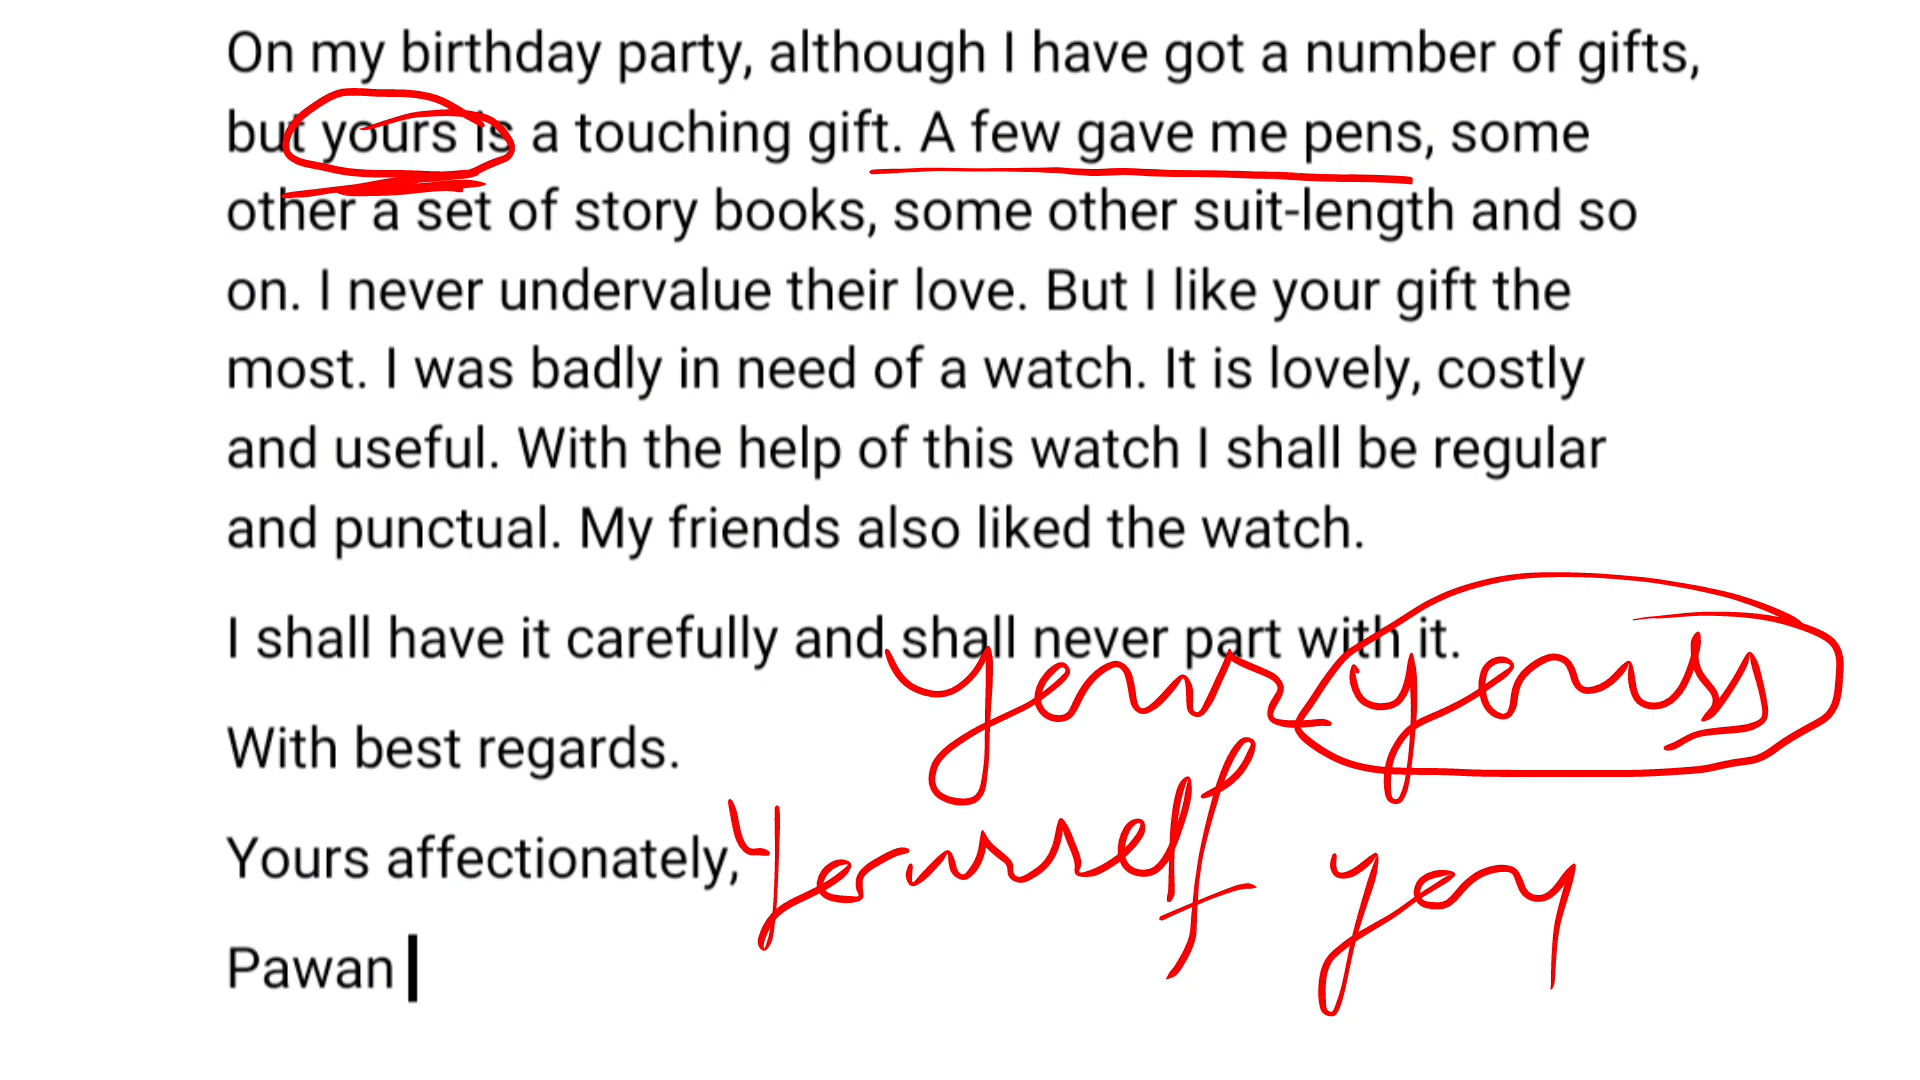 On my birthday party, although I have got a number of gifts,
but yours is a touching gift. A few gave me pens, some
other a set of story books, some other suit-length and so
on. I never undervalue their love. But I like your gift the
most. I was badly in need of a watch. It is lovely, costly
and useful. With the help of this watch I shall be regular
and punctual. My friends also liked the watch.
I shall have it carefully and shall never part with it.
your yours
With best regards.
Yours affectionately,
yourself you
Pawan